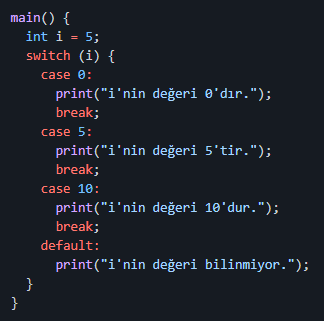 main() {
  int i = 5;
  switch (i) {
    case 0:
      print("i'nin değeri 0'dır.");
      break;
    case 5:
      print("i'nin değeri 5'tir.");
      break;
    case 10:
      print("i'nin değeri 10'dur.");
      break;
    default:
      print("i'nin değeri bilinmiyor.");
  }
}